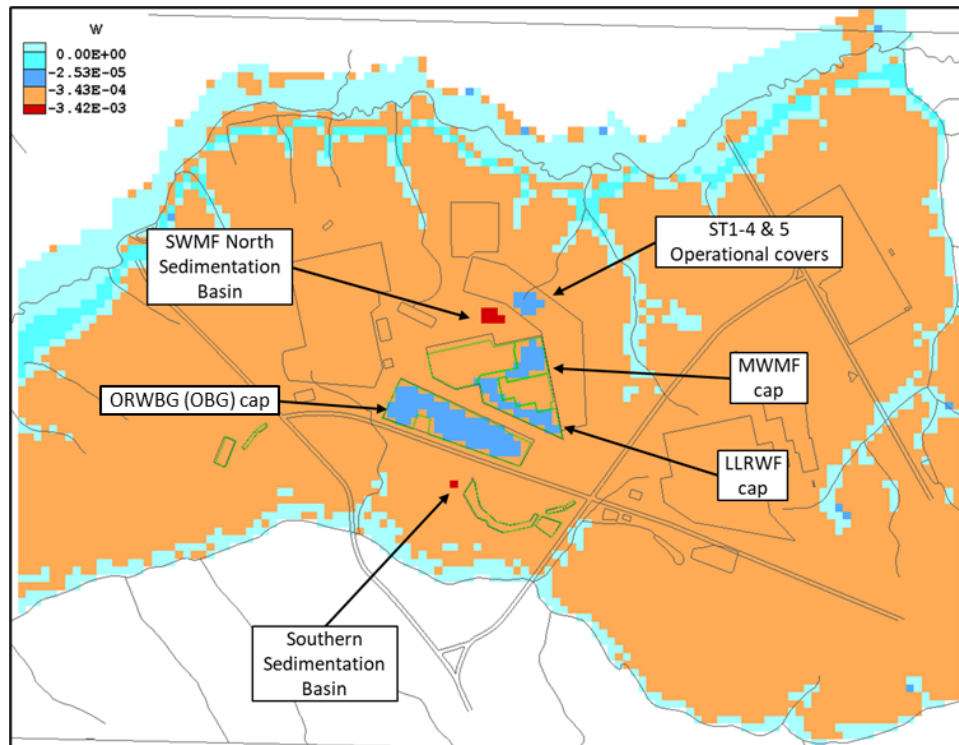 W
0.00E+00
-2.53E-05
-3.43E-04
-3.42E-03
SWMF North
Sedimentation
Basin
ST1-4 & 5
Operational covers
ORWBG (OBG) cap
MWMF
cap
LLRWF
cap
Southern
Sedimentation
Basin